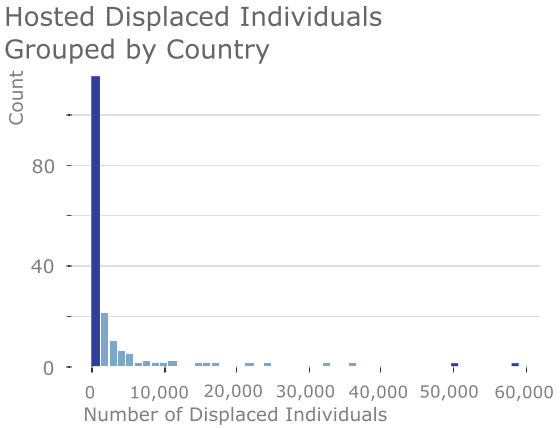 Hosted Displaced Individuals
Grouped by Country
Count
80
40
0
0 10,000 20,000 30,000 40,000 50,000 60,000
Number of Displaced Individuals